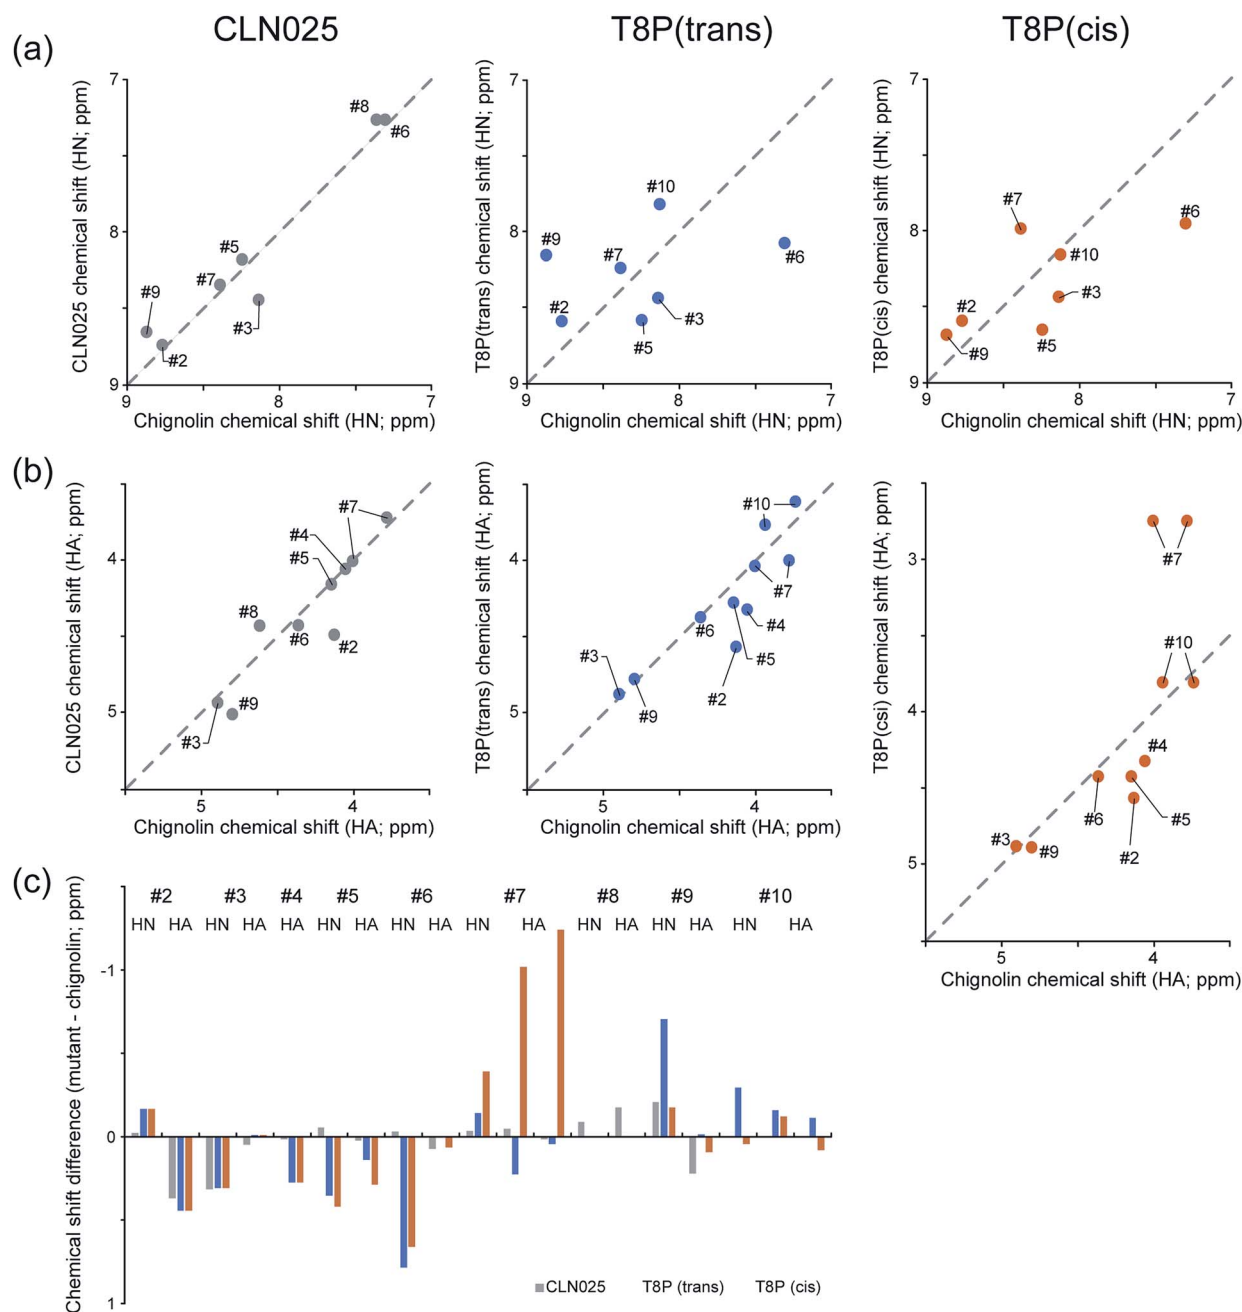 CLN025 T8P(trans) T8P(cis)
(a)
CLN025 chemical shift (HN; ppm)
7
8
9
#8
#6
#5
#7
#9
#3
#2
9 8 7
Chignolin chemical shift (HN; ppm)
T8P(trans) chemical shift (HN; ppm)
7
8
9
#10
#9
#7
#6
#2
#3
#5
9 8 7
Chignolin chemical shift (HN; ppm)
T8P(cis) chemical shift (HN; ppm)
7
8
9
#7
#6
#10
#3
#2
#9
#5
9 8 7
Chignolin chemical shift (HN; ppm)
(b)
CLN025 chemical shift (HA; ppm)
4
5
#7
#4
#5
#8
#6
#2
#9
#3
5 4
Chignolin chemical shift (HA; ppm)
T8P(trans) chemical shift (HA; ppm)
4
5
#10
#7
#6
#4
#3
#5
#2
#9
5 4
Chignolin chemical shift (HA; ppm)
T8P(csi) chemical shift (HA; ppm)
3
4
5
#7
#10
#4
#6
#5
#3
#9
#2
5 4
Chignolin chemical shift (HA; ppm)
(c)
Chemical shift difference (mutant - chignolin; ppm)
-1
0
1
#2 #3 #4 #5 #6 #7 #8 #9 #10
HN HA HN HA HA HN HA HN HA HN HA HN HA HN HA HN HA
CLN025 T8P (trans) T8P (cis)